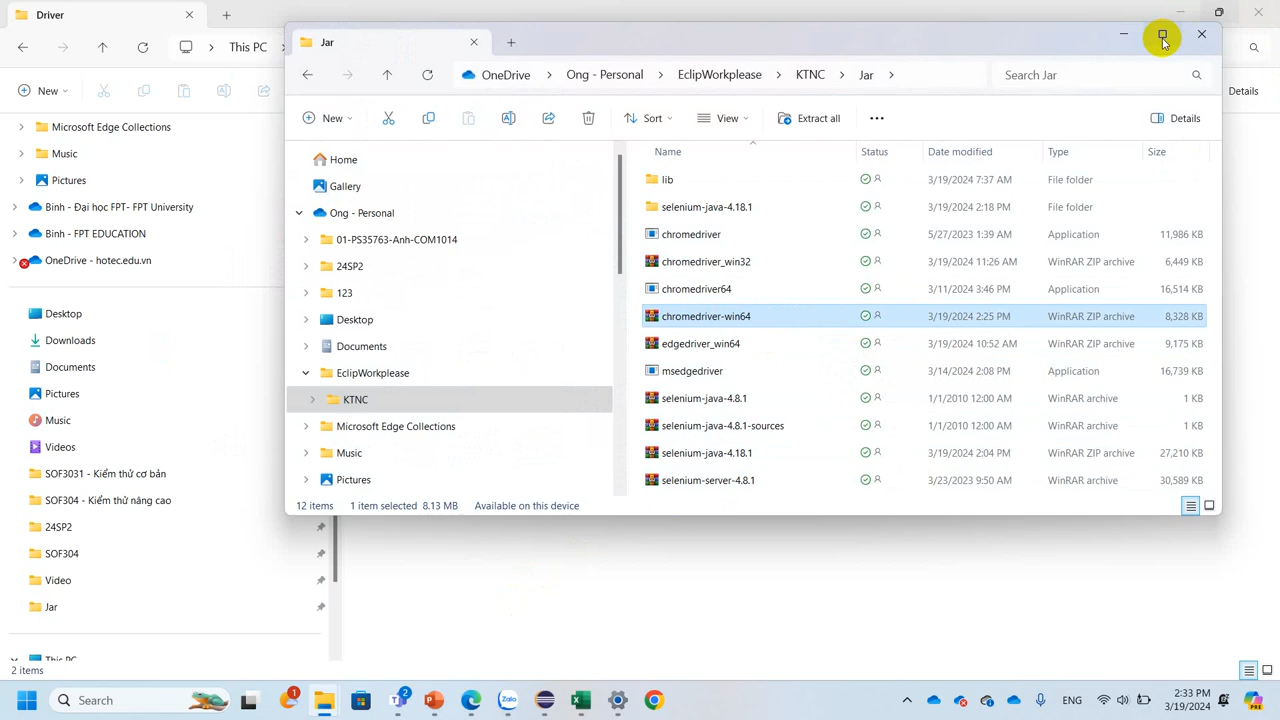 Driver
This PC
New
Details
Microsoft Edge Collections
Music
Pictures
Binh - Đại học FPT- FPT University
Binh - FPT EDUCATION
OneDrive - hotec.edu.vn
Desktop
Downloads
Documents
Pictures
Music
Videos
SOF3031 - Kiểm thử cơ bản
SOF304 - Kiểm thử nâng cao
24SP2
SOF304
Video
Jar
This PC
2 items
Jar
OneDrive Ong - Personal EclipWorkplease KTNC Jar Search Jar
New Sort View Extract all Details
Home
Gallery
Ong - Personal
01-PS35763-Anh-COM1014
24SP2
123
Desktop
Documents
EclipWorkplease
KTNC
Microsoft Edge Collections
Music
Pictures
Name Status Date modified Type Size
lib 3/19/2024 7:37 AM File folder
selenium-java-4.18.1 3/19/2024 2:18 PM File folder
chromedriver 5/27/2023 1:39 AM Application 11,986 KB
chromedriver_win32 3/19/2024 11:26 AM WinRAR ZIP archive 6,449 KB
chromedriver64 3/11/2024 3:46 PM Application 16,514 KB
chromedriver-win64 3/19/2024 2:25 PM WinRAR ZIP archive 8,328 KB
edgedriver_win64 3/19/2024 10:52 AM WinRAR ZIP archive 9,175 KB
msedgedriver 3/14/2024 2:08 PM Application 16,739 KB
selenium-java-4.8.1 1/1/2010 12:00 AM WinRAR archive 1 KB
selenium-java-4.8.1-sources 1/1/2010 12:00 AM WinRAR archive 1 KB
selenium-java-4.18.1 3/19/2024 2:04 PM WinRAR ZIP archive 27,210 KB
selenium-server-4.8.1 3/23/2023 9:50 AM WinRAR archive 30,589 KB
12 items 1 item selected 8.13 MB Available on this device
Search 1 2 Zalo ENG 2:33 PM
3/19/2024 PRE